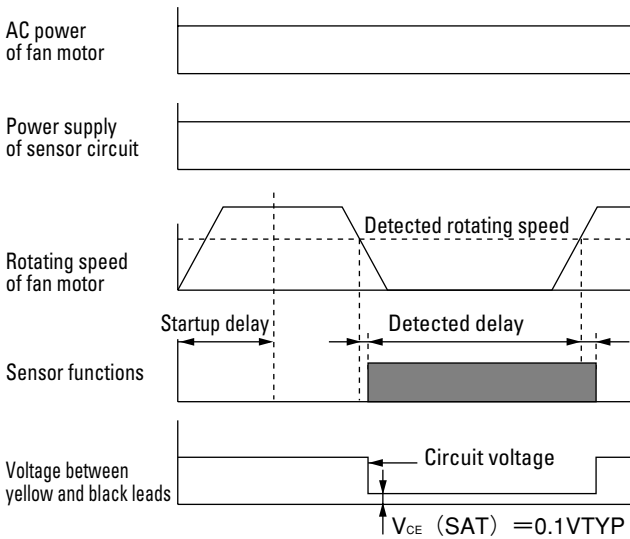 AC power
of fan motor
Power supply
of sensor circuit
Detected rotating speed
Rotating speed
of fan motor
Startup delay
Detected delay
Sensor functions
Circuit voltage
Voltage between
yellow and black leads
VCE（SAT）＝0.1VTYP